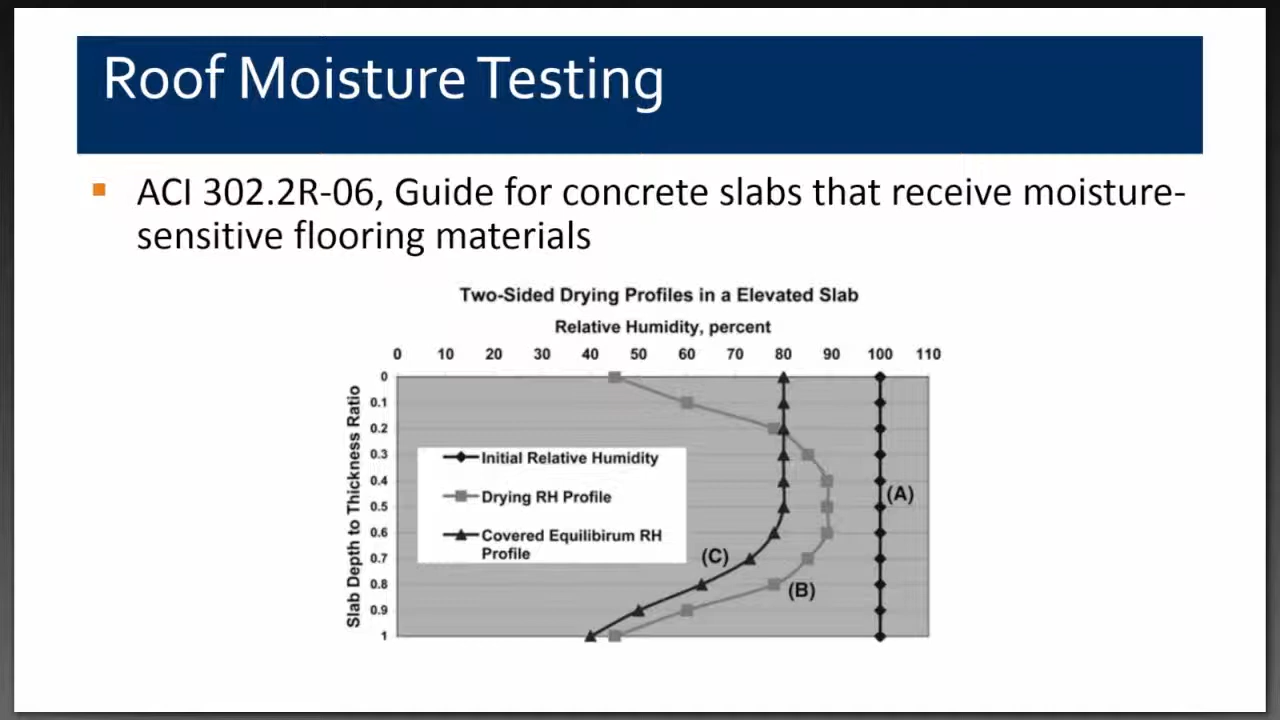 Roof Moisture Testing
ACI 302.2R-06, Guide for concrete slabs that receive moisture-
sensitive flooring materials
Two-Sided Drying Profiles in a Elevated Slab
Relative Humidity, percent
0 10 20 30 40 50 60 70 80 90 100 110
Slab Depth to Thickness Ratio
0
0.1
0.2
0.3
0.4
0.5
0.6
0.7
0.8
0.9
1
Initial Relative Humidity
Drying RH Profile
Covered Equilibirum RH
Profile
(A)
(C)
(B)